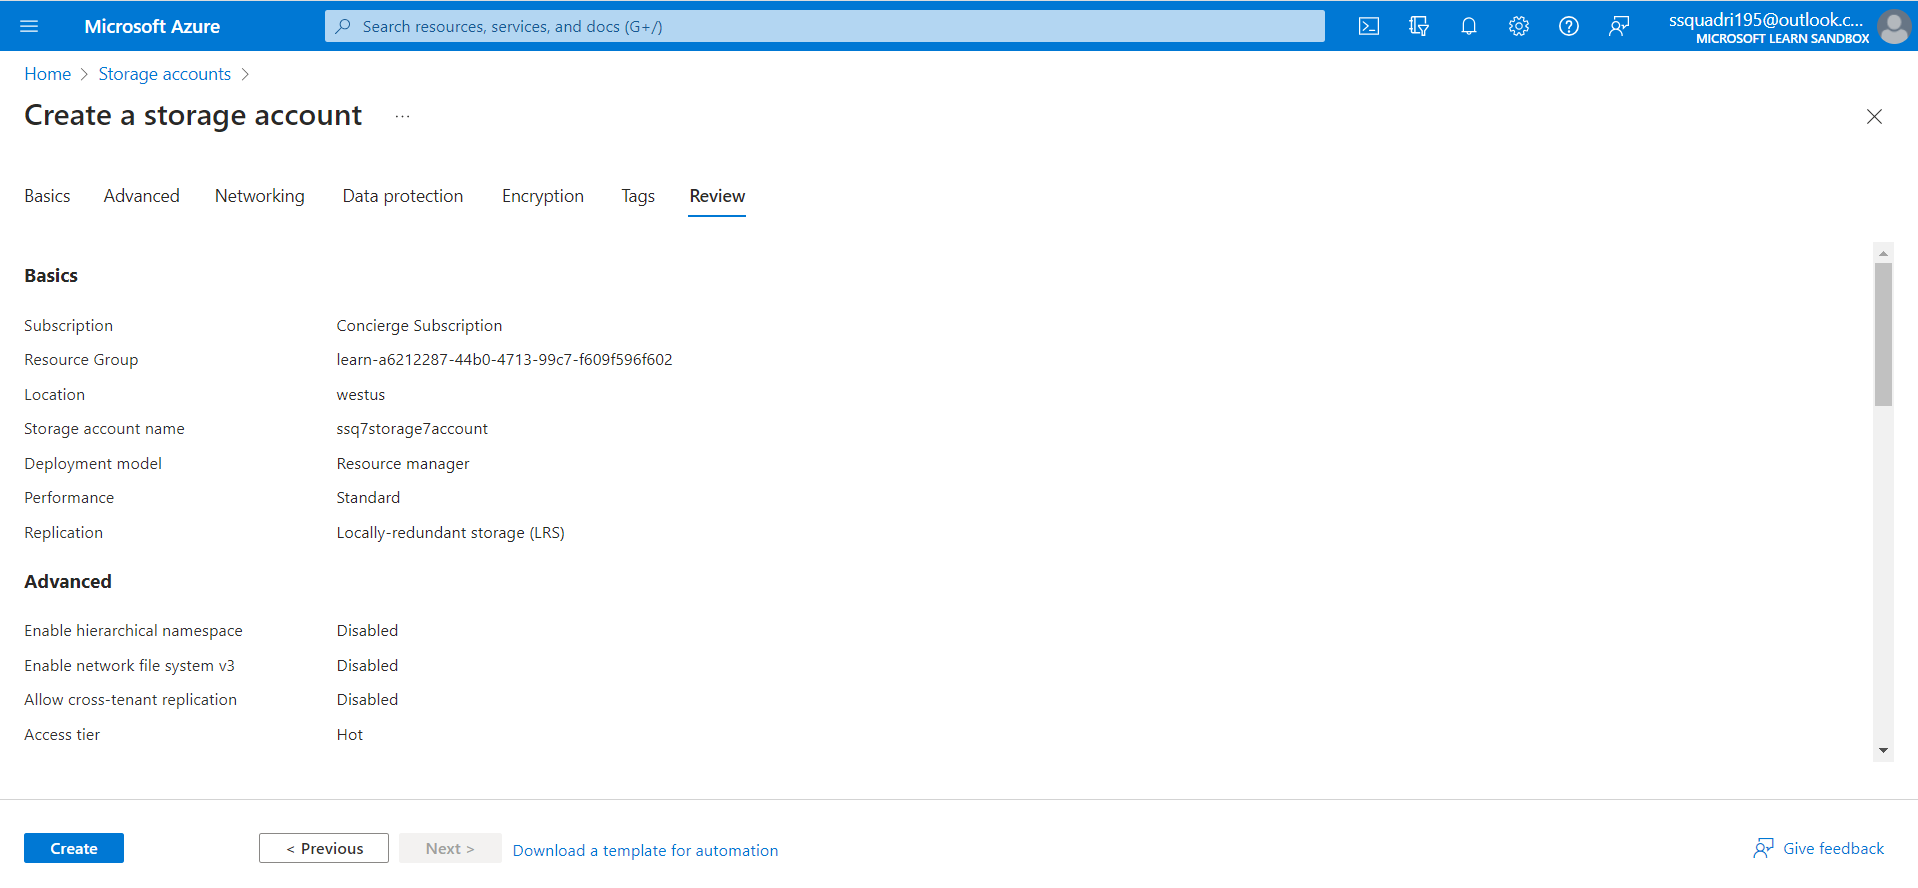 Microsoft Azure
Search resources, services, and docs (G+/)
ssquadri195@outlook.c...
MICROSOFT LEARN SANDBOX
Home > Storage accounts >
Create a storage account ...
Basics Advanced Networking Data protection Encryption Tags Review
Basics
Subscription Concierge Subscription
Resource Group learn-a6212287-44b0-4713-99c7-f609f596f602
Location westus
Storage account name ssq7storage7account
Deployment model Resource manager
Performance Standard
Replication Locally-redundant storage (LRS)
Advanced
Enable hierarchical namespace Disabled
Enable network file system v3 Disabled
Allow cross-tenant replication Disabled
Access tier Hot
Create < Previous Next > Download a template for automation Give feedback